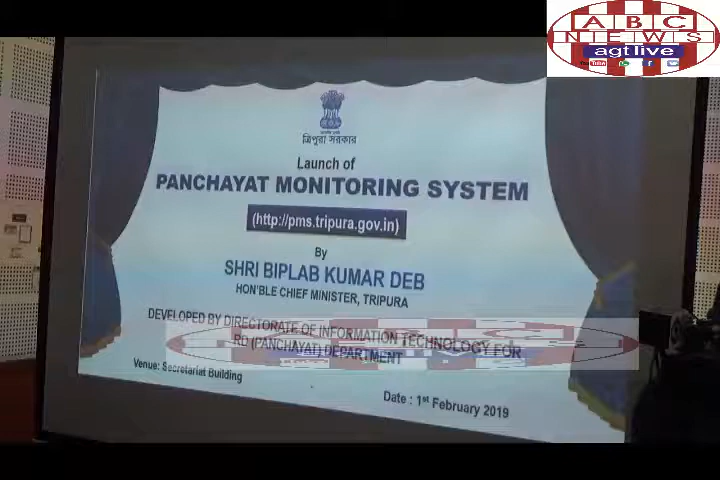 ABC
NEWS
agt live
YouTube
ত্রিপুরা সরকার
Launch of
PANCHAYAT MONITORING SYSTEM
(http://pms.tripura.gov.in)
By
SHRI BIPLAB KUMAR DEB
HON'BLE CHIEF MINISTER, TRIPURA
DEVELOPED BY DIRECTORATE OF INFORMATION TECHNOLOGY FOR
RD (PANCHAYAT) DEPARTMENT
Venue: Secretariat Building
Date : 1st February 2019